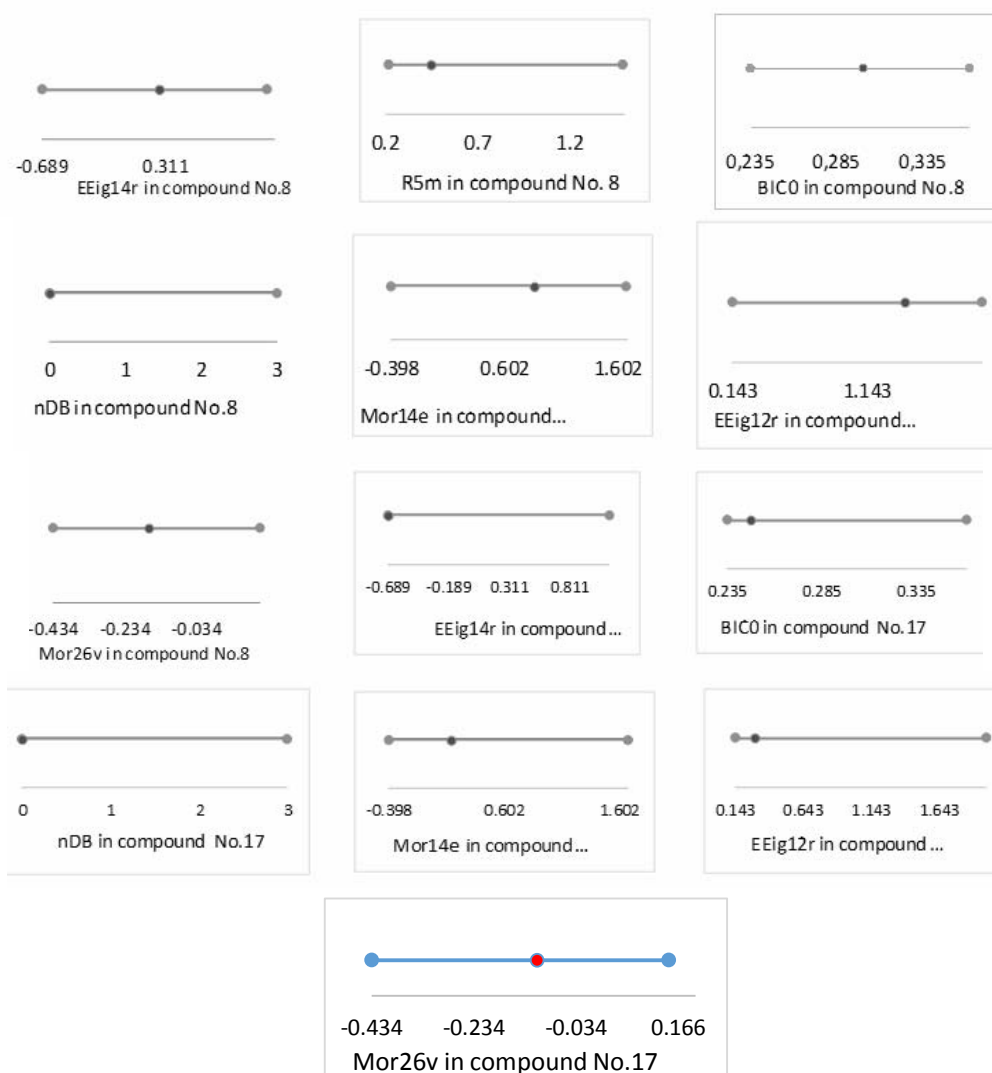 -0.689 0.311
EEig14r in compound No.8
0.2 0.7 1.2
R5m in compound No. 8
0,235 0,285 0,335
BIC0 in compound No.8
0 1 2 3
nDB in compound No.8
-0.398 0.602 1.602
Mor14e in compound...
0.143 1.143
EEig12r in compound...
-0.434 -0.234 -0.034
Mor26v in compound No.8
-0.689 -0.189 0.311 0.811
EEig14r in compound ...
0.235 0.285 0.335
BIC0 in compound No.17
0 1 2 3
nDB in compound No.17
-0.398 0.602 1.602
Mor14e in compound...
0.143 0.643 1.143 1.643
EEig12r in compound ...
-0.434 -0.234 -0.034 0.166
Mor26v in compound No.17